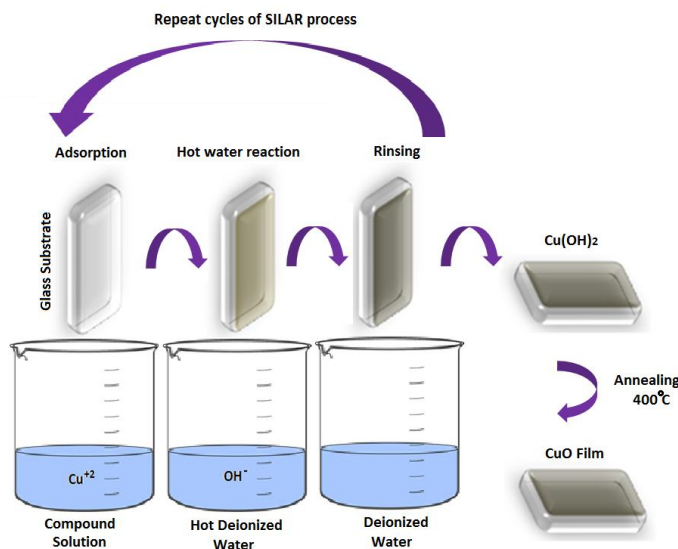 Repeat cycles of SILAR process
Adsorption
Hot water reaction
Rinsing
Glass Substrate
Cu(OH)2
Annealing
400°C
CuO Film
Cu+2
OH-
Compound
Solution
Hot Deionized
Water
Deionized
Water